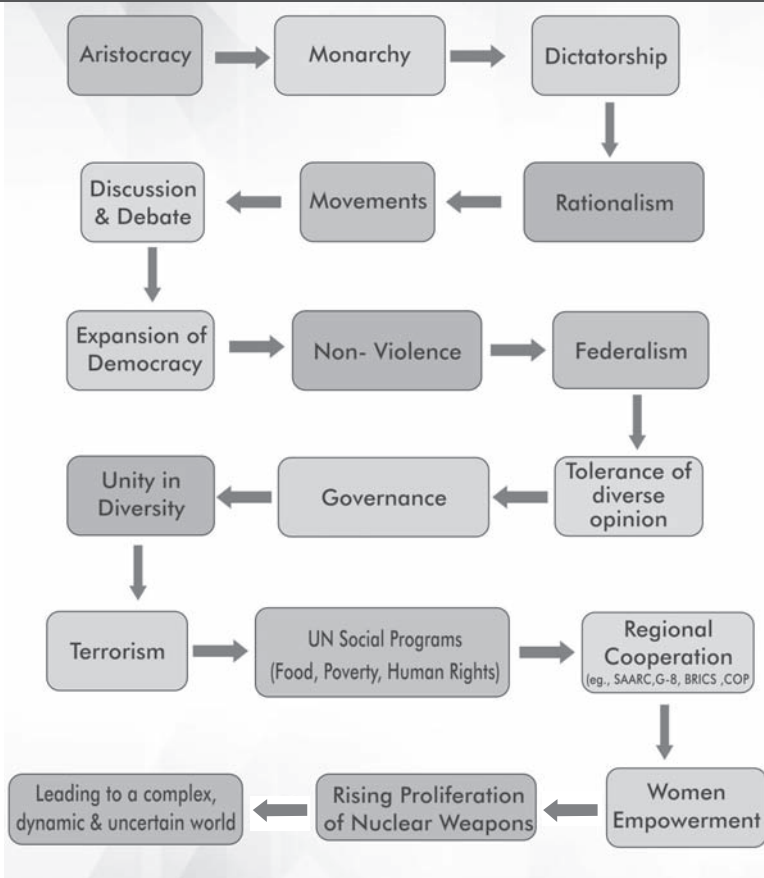 Aristocracy
Monarchy
Dictatorship
Rationalism
Movements
Discussion
& Debate
Expansion of
Democracy
Non- Violence
Federalism
Tolerance of
diverse
opinion
Governance
Unity in
Diversity
Terrorism
UN Social Programs
(Food, Poverty, Human Rights)
Regional
Cooperation
(eg., SAARC,G-8, BRICS ,COP
Women
Empowerment
Rising Proliferation
of Nuclear Weapons
Leading to a complex,
dynamic & uncertain world